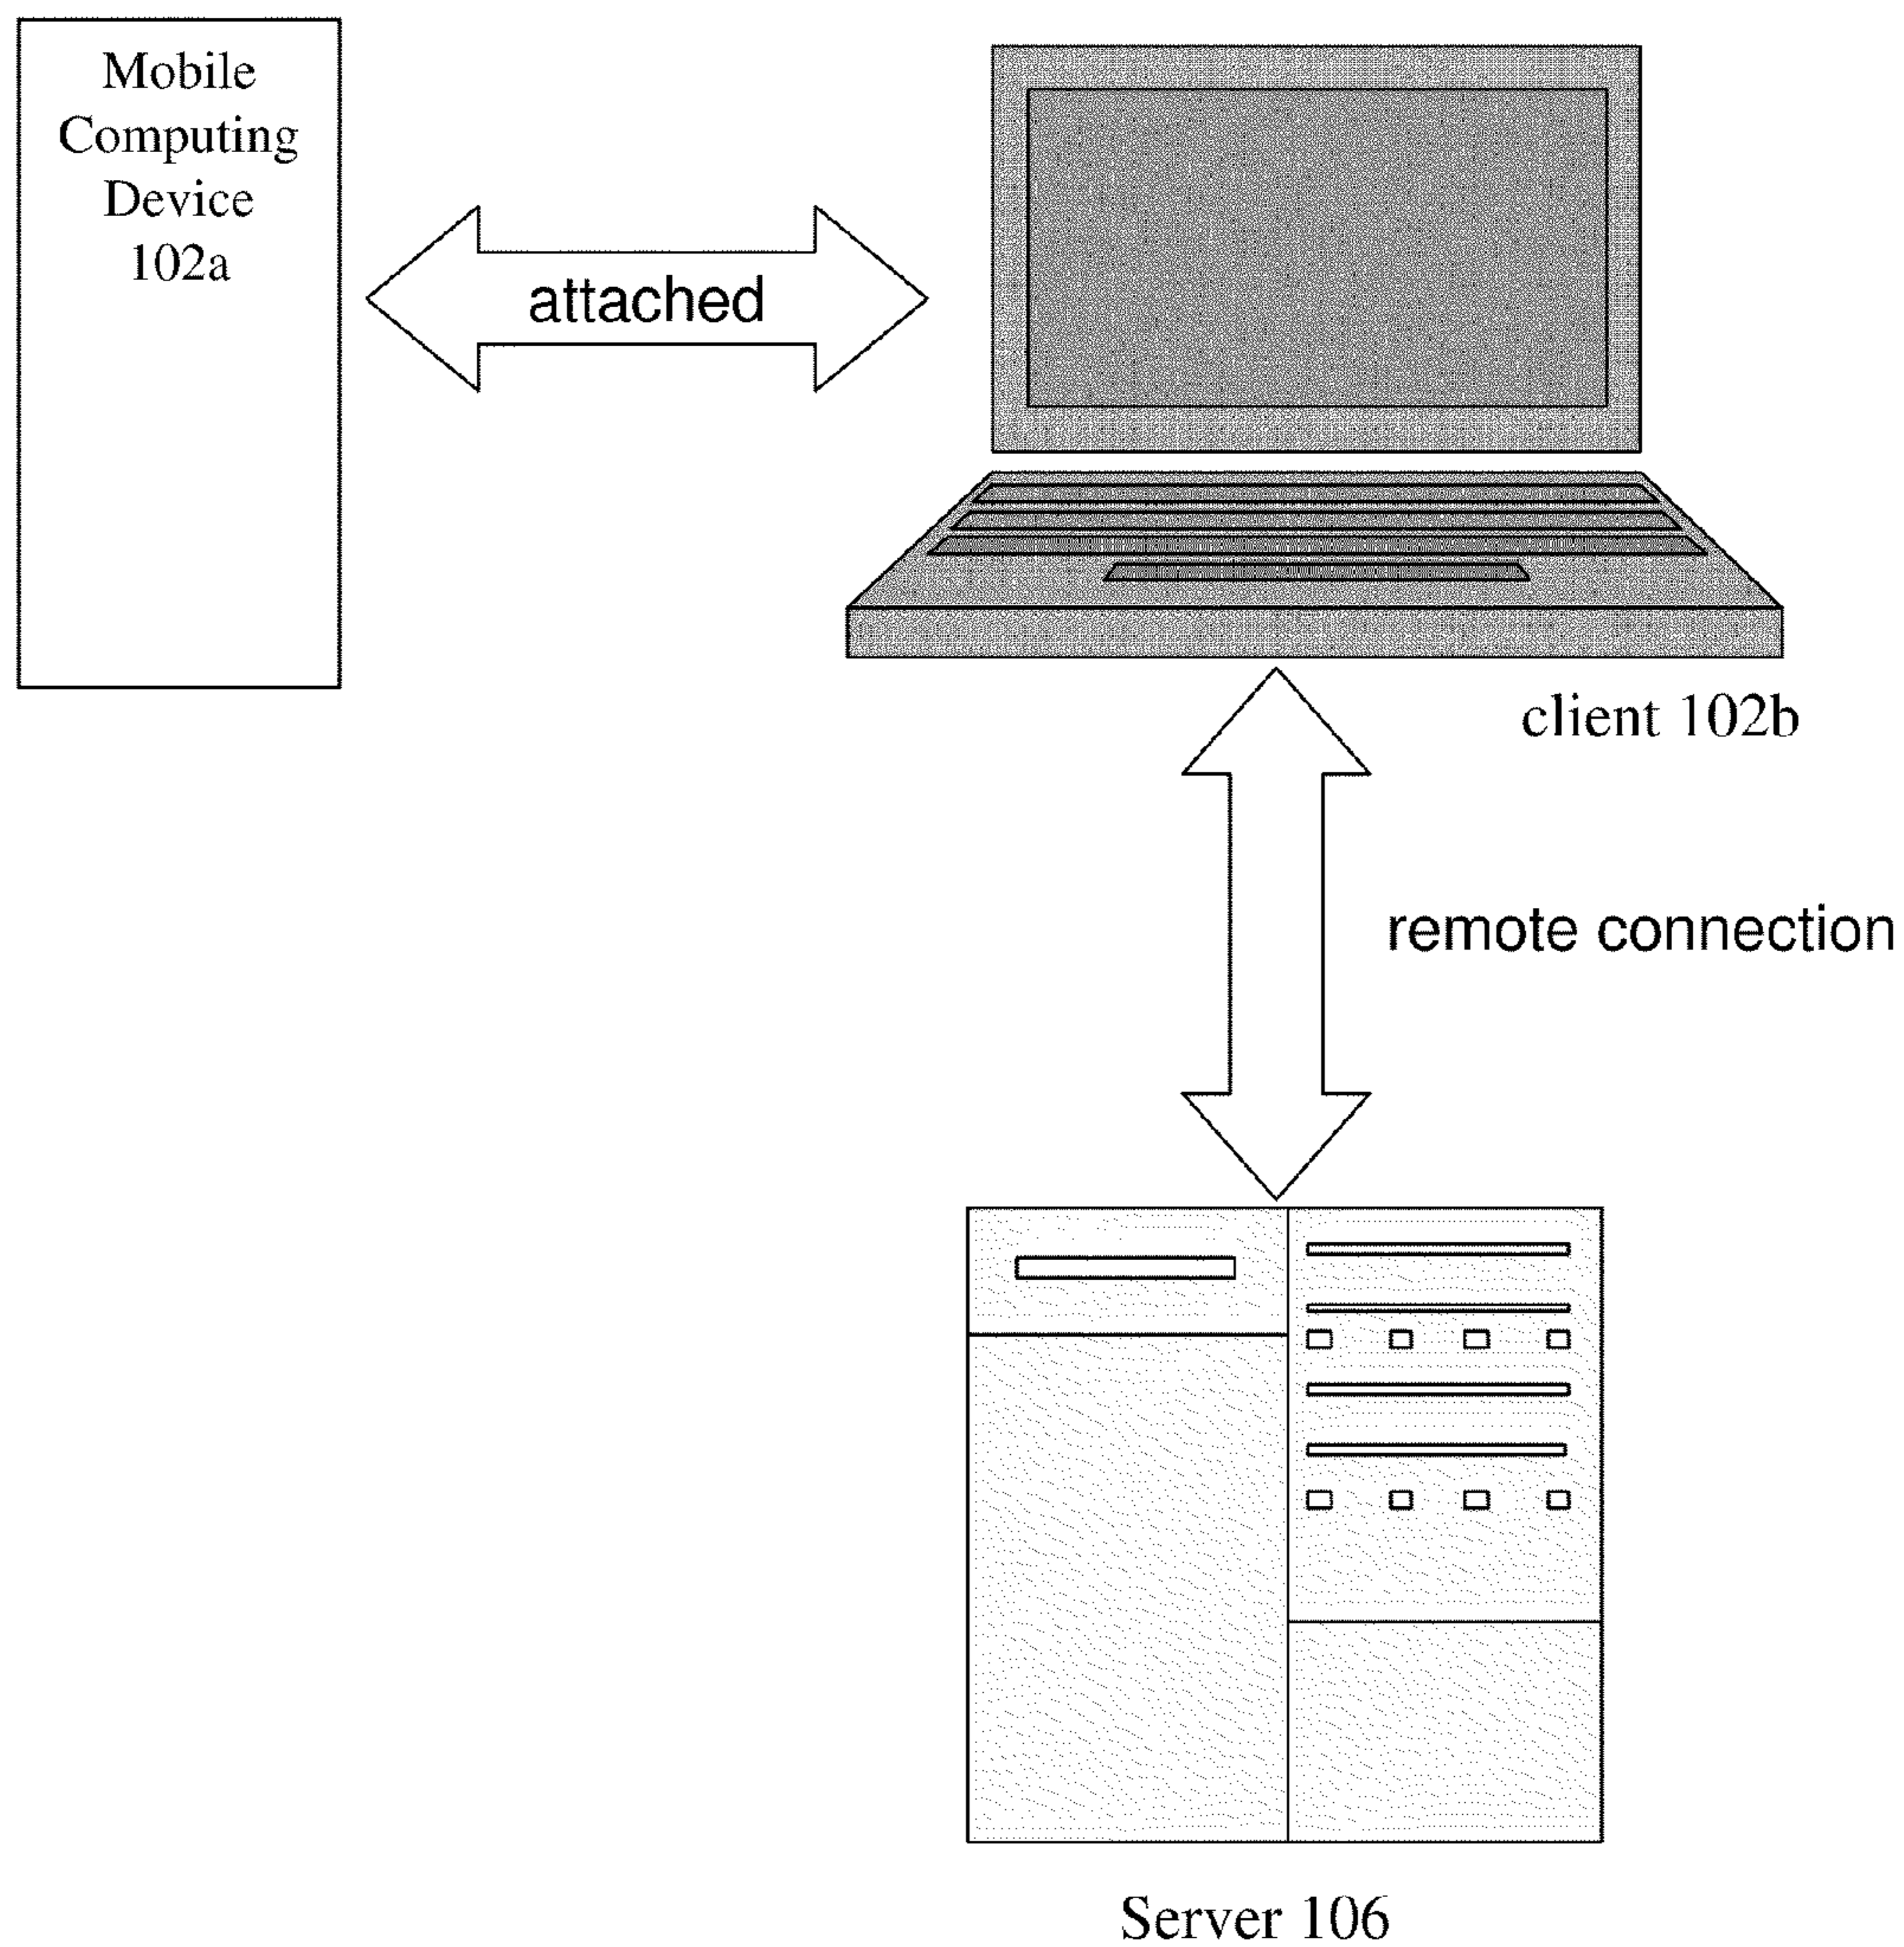 Mobile
Computing
Device
102a
attached
client 102b
remote connection
Server 106